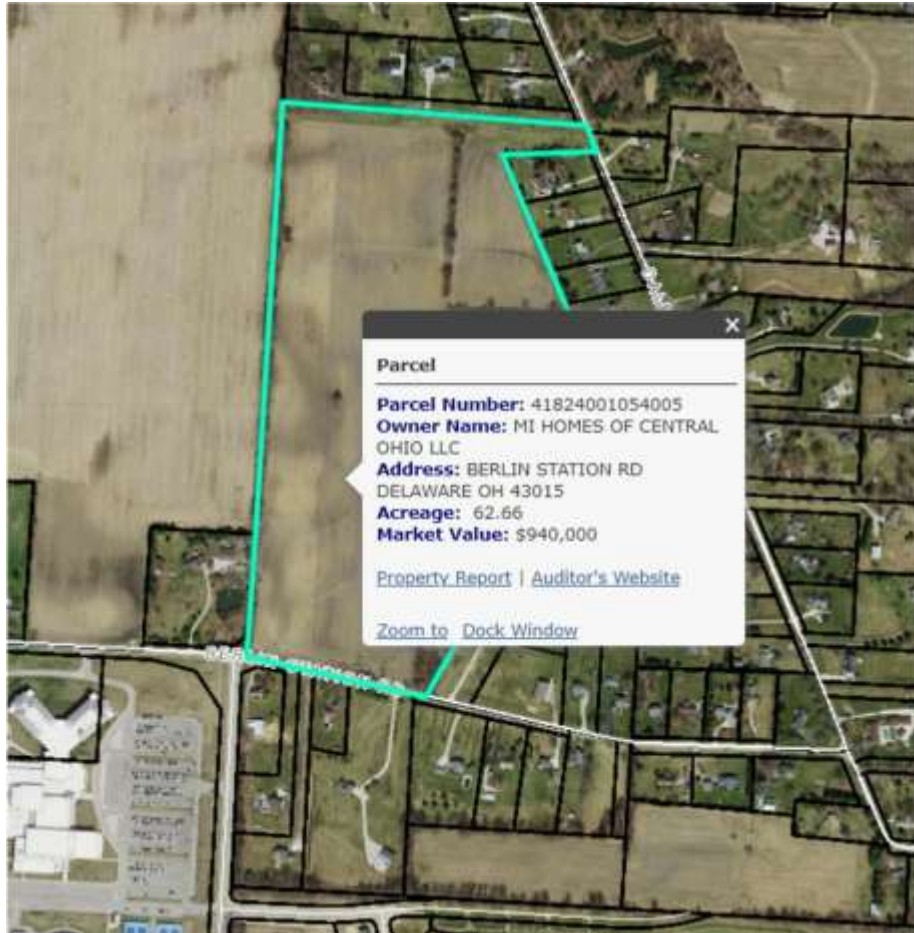 ×
Parcel
Parcel Number: 41824001054005
Owner Name: MI HOMES OF CENTRAL
OHIO LLC
Address: BERLIN STATION RD
DELAWARE OH 43015
Acreage: 62.66
Market Value: $940,000
Property Report | Auditor's Website
Zoom to Dock Window